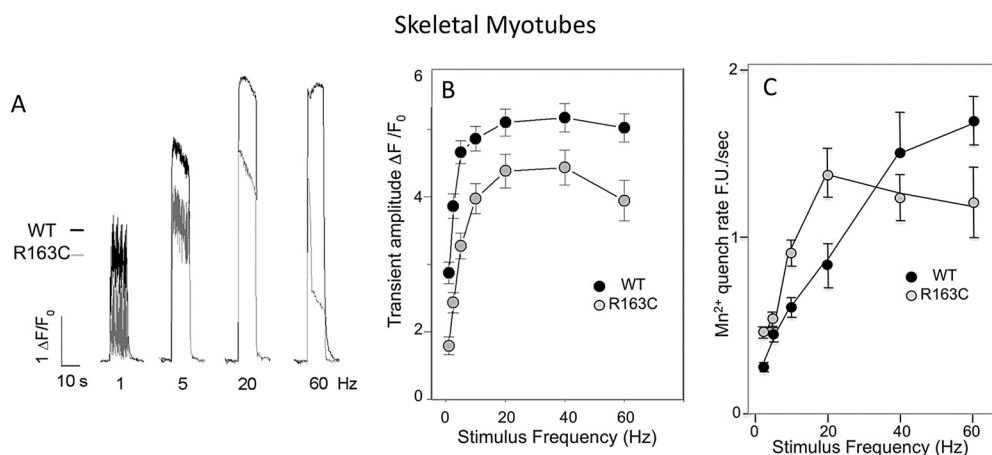 Skeletal Myotubes
A
WT
R163C
1 ΔF/F0
10 s
1 5 20 60 Hz
B
Transient amplitude ΔF/F0
6
4
2
0
WT
R163C
0 20 40 60
Stimulus Frequency (Hz)
C
Mn2+ quench rate F.U./sec
2
1
0
WT
R163C
0 20 40 60
Stimulus Frequency (Hz)